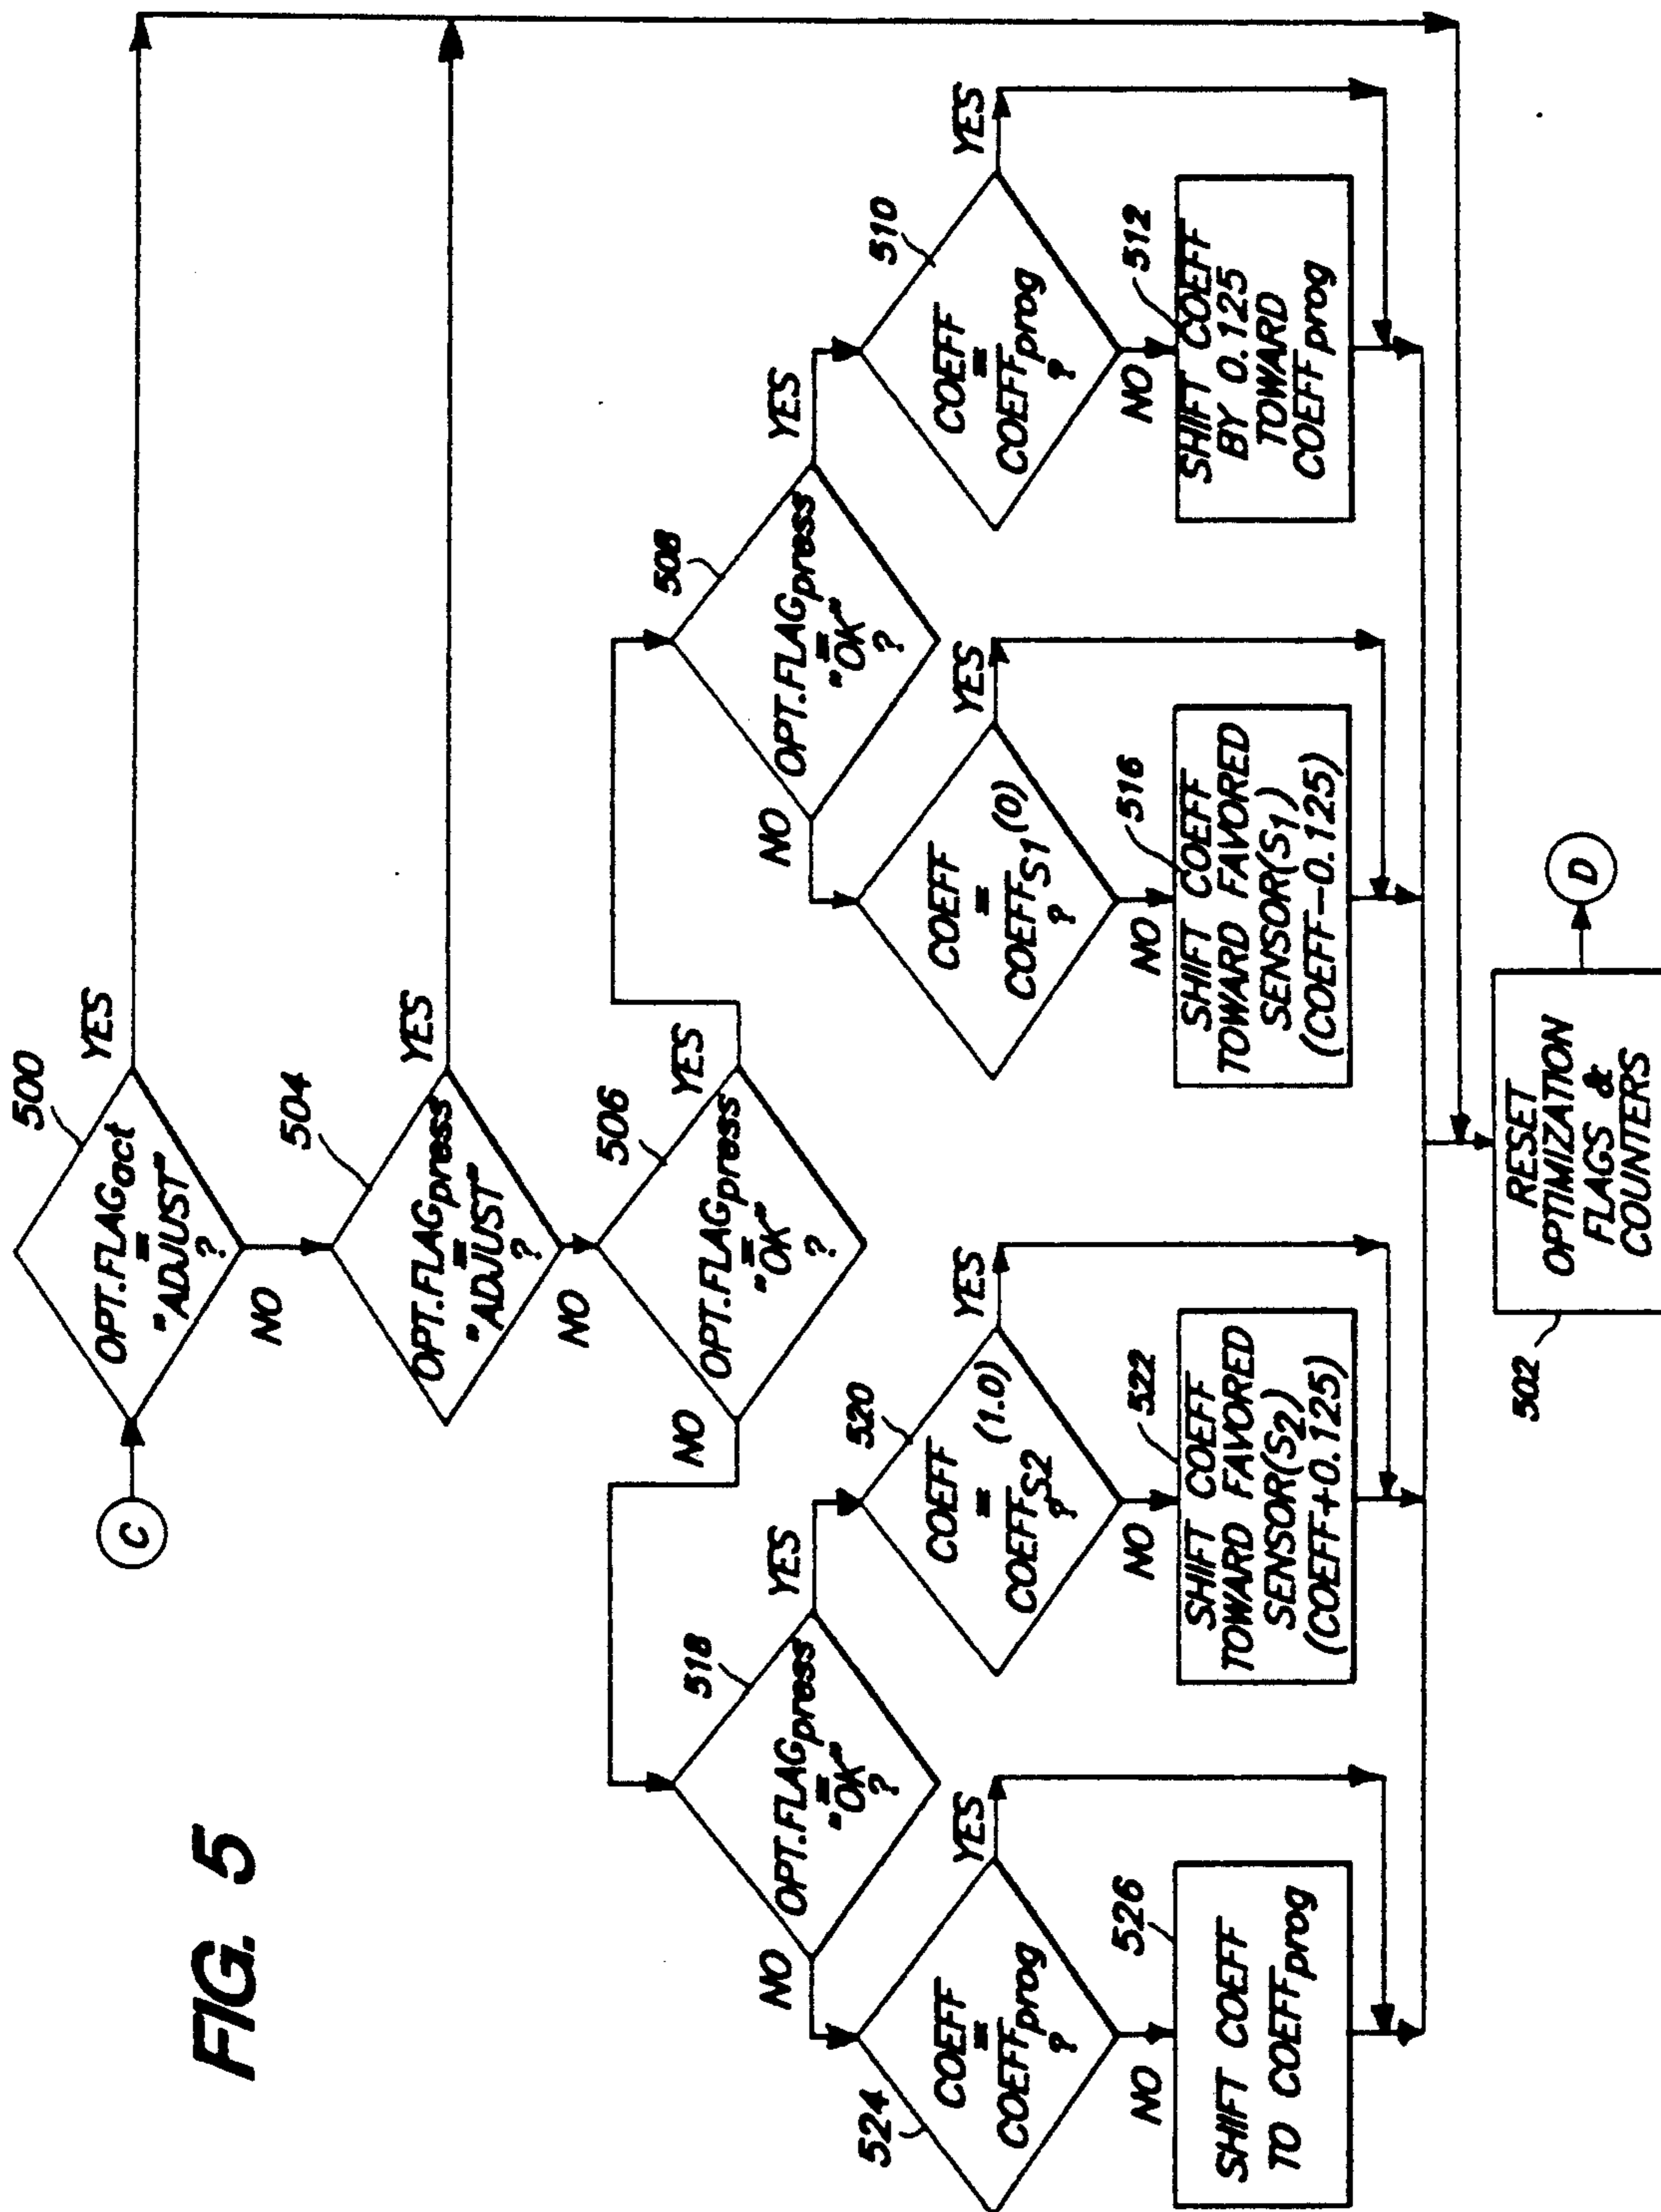 FIG. 5
C
500
OPT.FLAGact
=
"ADJUST"
?
YES
NO
504
OPT.FLAGpress
=
"ADJUST"
?
YES
NO
506
OPT.FLAGpress
=
"OK"
?
NO
YES
518
OPT.FLAGpress
=
"OK"
?
NO
YES
508
OPT.FLAGpress
=
"OK"
?
NO
YES
524
COEFF
=
COEFFprog
?
YES
NO
526
SHIFT COEFF
TO COEFFprog
520
COEFF
= (1.0)
COEFFS2
?
YES
NO
522
SHIFT COEFF
TOWARD FAVORED
SENSOR(S2)
(COEFF+0.125)
COEFF
=
COEFFS1(0)
?
YES
NO
516
SHIFT COEFF
TOWARD FAVORED
SENSOR(S1)
(COEFF-0.125)
510
COEFF
=
COEFFprog
?
YES
NO
512
SHIFT COEFF
BY 0.125
TOWARD
COEFFprog
502
RESET
OPTIMIZATION
FLAGS &
COUNTERS
D